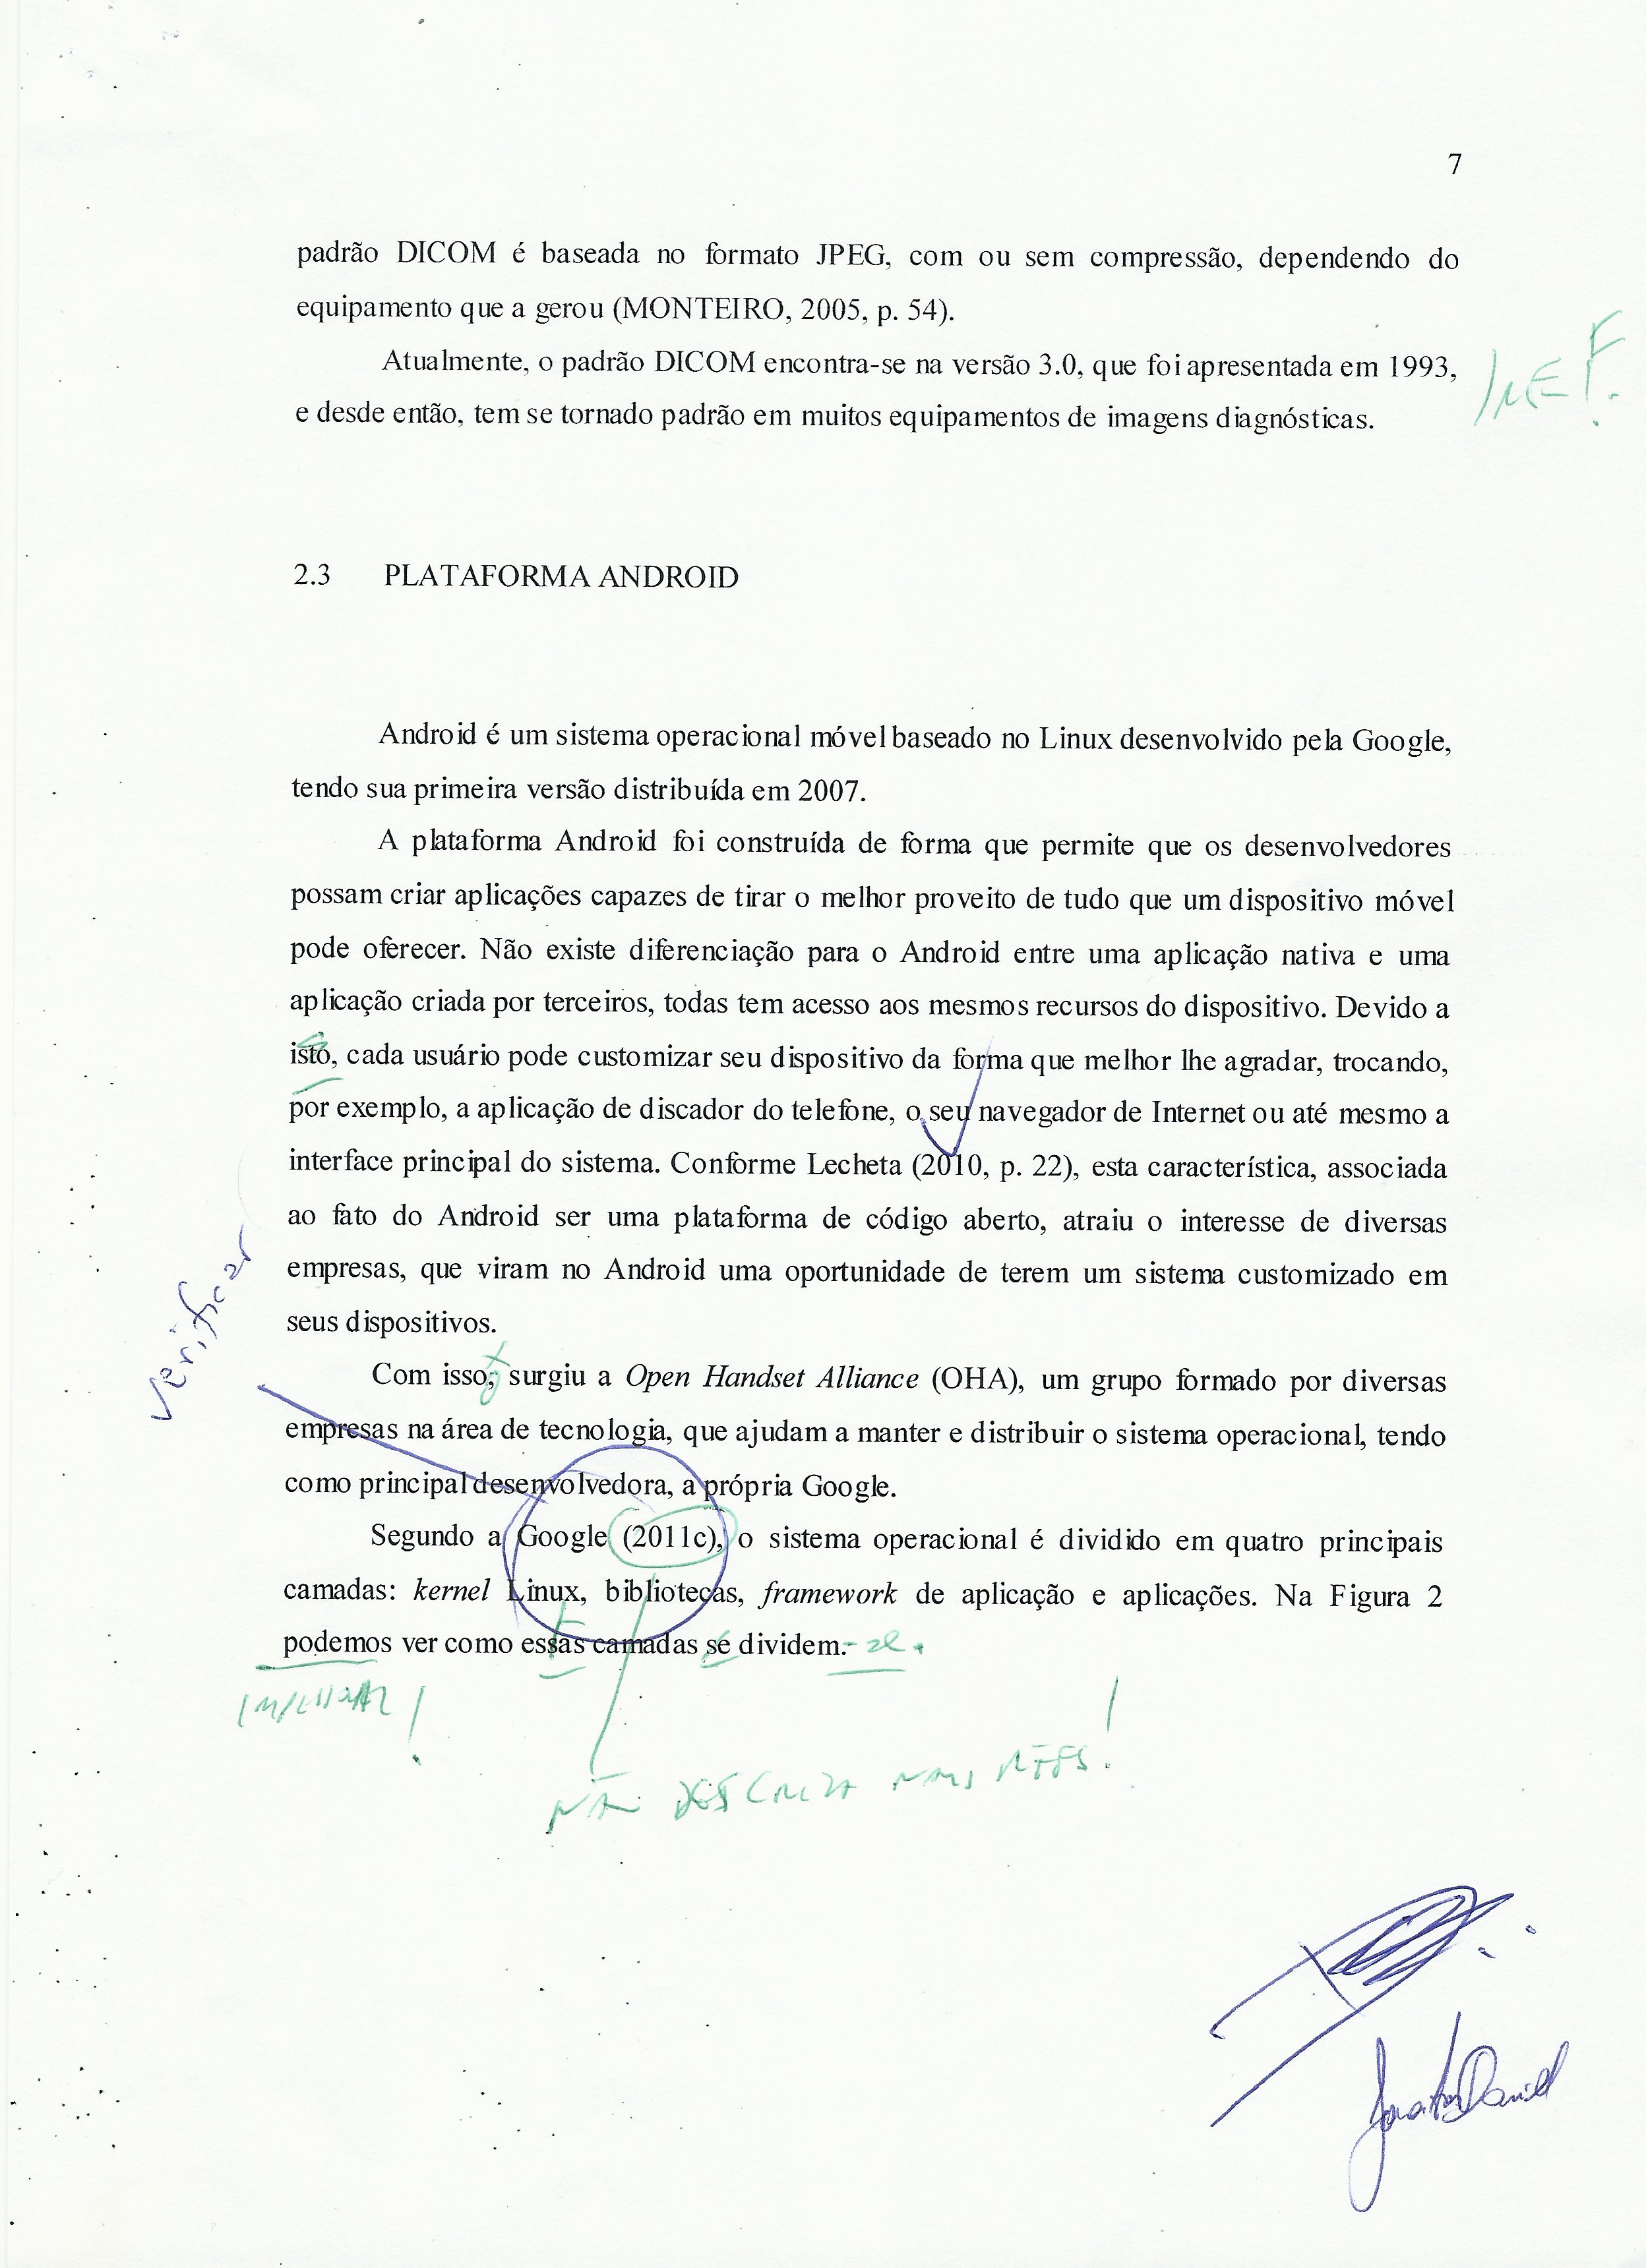 7
padrão DICOM é baseada no formato JPEG, com ou sem compressão, dependendo do
equipamento que a gerou (MONTEIRO, 2005, p. 54).
Atualmente, o padrão DICOM encontra-se na versão 3.0, que foi apresentada em 1993,
e desde então, tem se tornado padrão em muitos equipamentos de imagens diagnósticas.
2.3 PLATAFORMA ANDROID
Android é um sistema operacional móvel baseado no Linux desenvolvido pela Google,
tendo sua primeira versão distribuída em 2007.
A plataforma Android foi construída de forma que permite que os desenvolvedores
possam criar aplicações capazes de tirar o melhor proveito de tudo que um dispositivo móvel
pode oferecer. Não existe diferenciação para o Android entre uma aplicação nativa e uma
aplicação criada por terceiros, todas tem acesso aos mesmos recursos do dispositivo. Devido a
isto, cada usuário pode customizar seu dispositivo da forma que melhor lhe agradar, trocando,
por exemplo, a aplicação de discador do telefone, o seu navegador de Internet ou até mesmo a
interface principal do sistema. Conforme Lecheta (2010, p. 22), esta característica, associada
ao fato do Android ser uma plataforma de código aberto, atraiu o interesse de diversas
empresas, que viram no Android uma oportunidade de terem um sistema customizado em
seus dispositivos.
Verificar
Com isso, surgiu a Open Handset Alliance (OHA), um grupo formado por diversas
empresas na área de tecnologia, que ajudam a manter e distribuir o sistema operacional, tendo
como principal desenvolvedora, a própria Google.
Segundo a Google (2011c), o sistema operacional é dividido em quatro principais
camadas: kernel Linux, bibliotecas, framework de aplicação e aplicações. Na Figura 2
podemos ver como essas camadas se dividem.-se.
!
!
Daniel